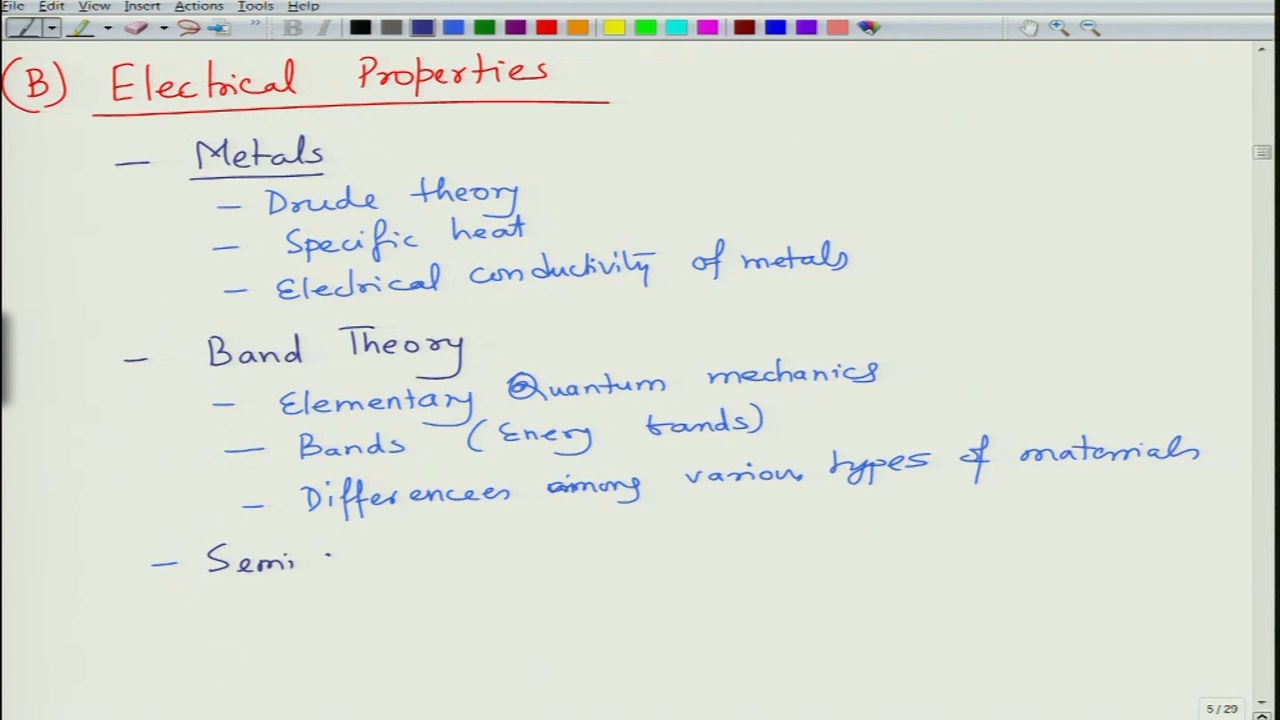 File Edit View Insert Actions Tools Help
B I
(B) Electrical Properties
— Metals
— Drude theory
— Specific heat
— Electrical conductivity of metals
— Band Theory
— Elementary Quantum mechanics
— Bands (Enery bands)
— Differences among various types of materials
— Semi
5/29